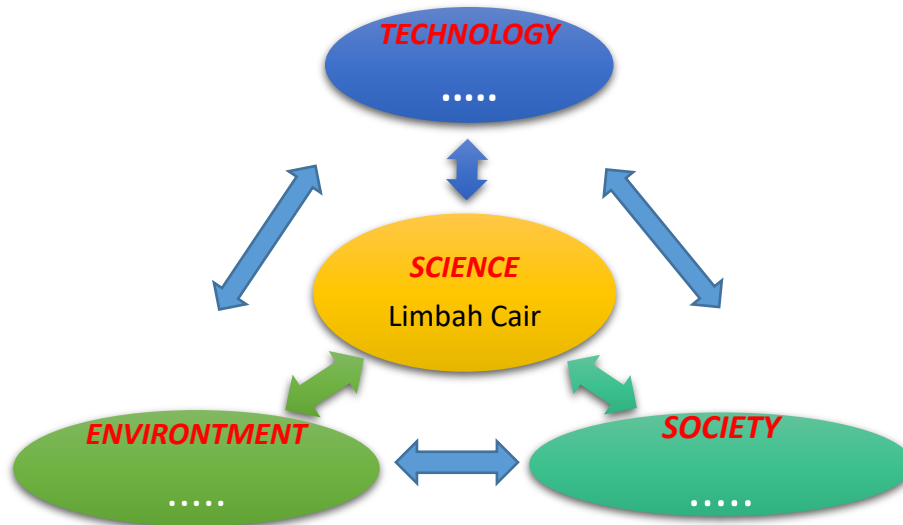 TECHNOLOGY
.....
SCIENCE
Limbah Cair
ENVIRONTMENT
.....
SOCIETY
.....